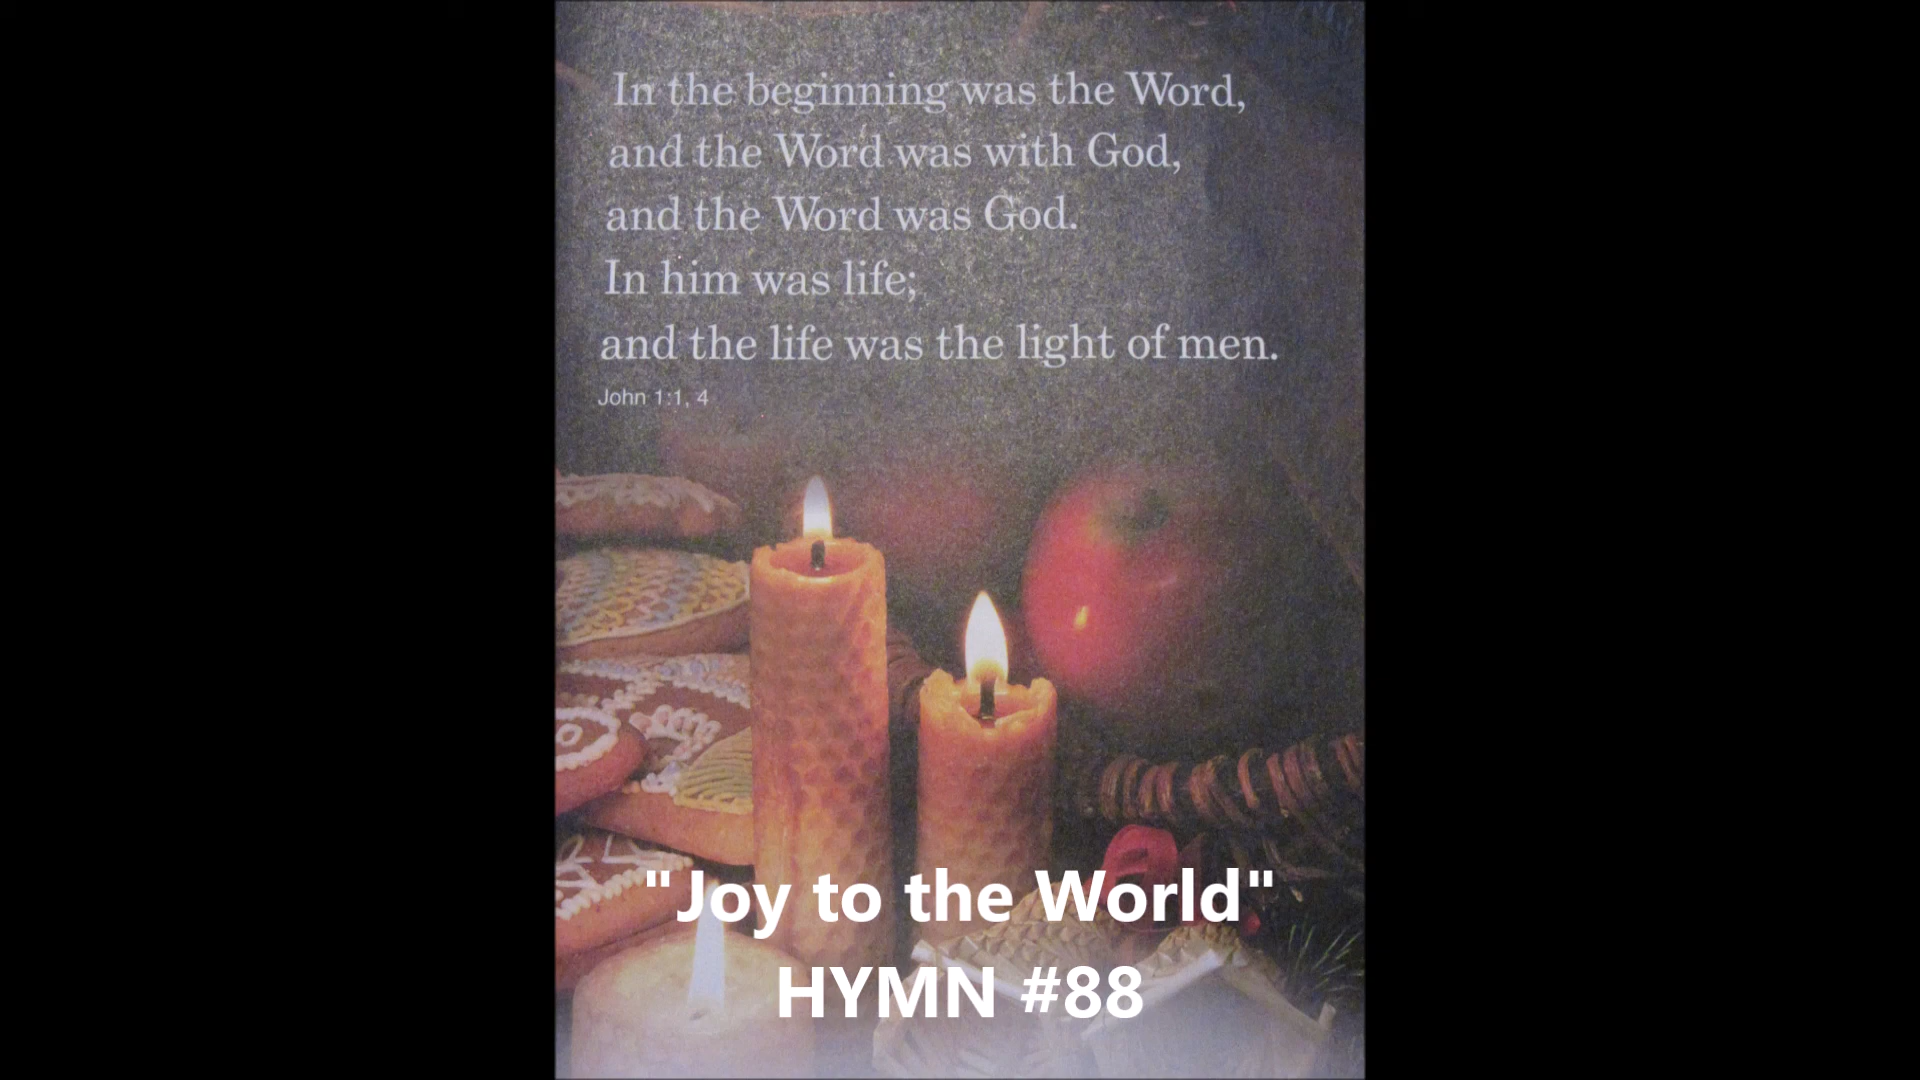 In the beginning was the Word,
and the Word was with God,
and the Word was God.
In him was life;
and the life was the light of men.
John 1:1, 4
"Joy to the World"
HYMN #88